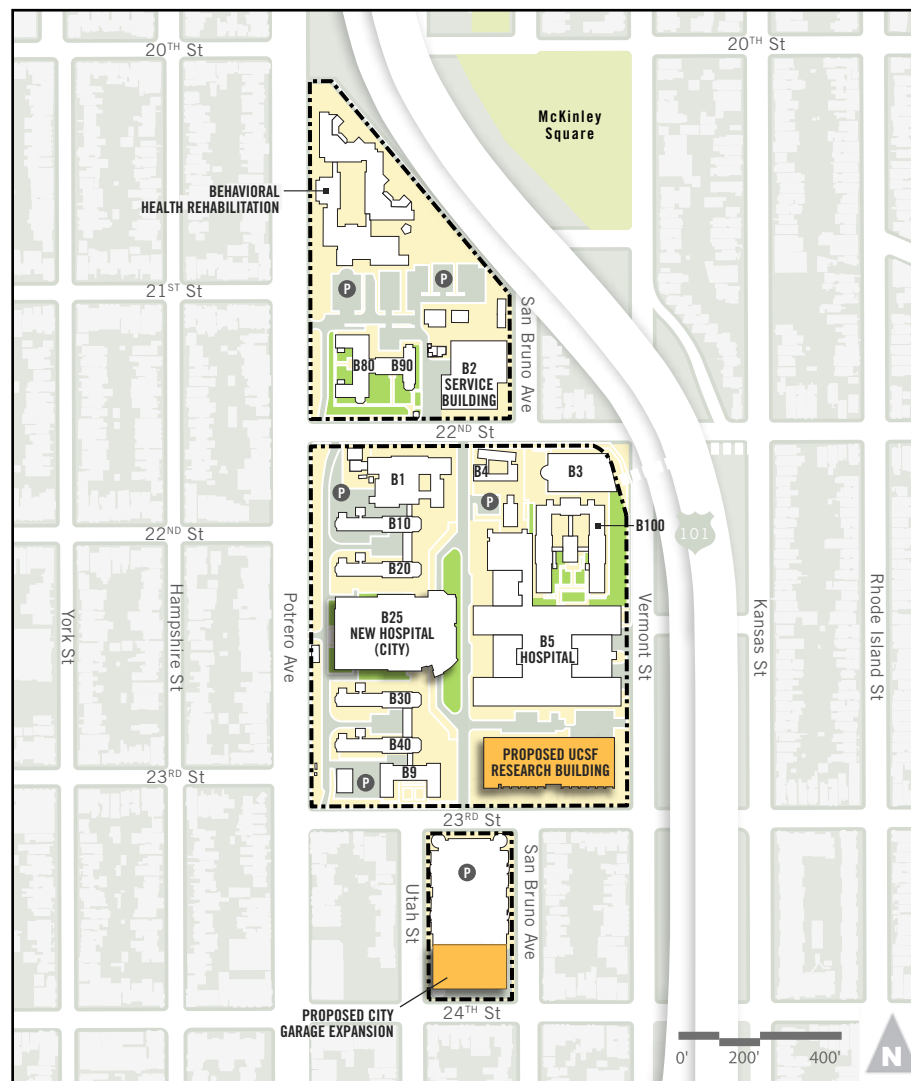 20TH St
20TH St
McKinley
Square
BEHAVIORAL
HEALTH REHABILITATION
P
P
21ST St
San Bruno Ave
B80
B90
B2
SERVICE
BUILDING
22ND St
B1
B4
B3
P
P
B10
B100
22ND St
101
B20
York St
Hampshire St
Potrero Ave
B25
NEW HOSPITAL
(CITY)
B5
HOSPITAL
Vermont St
Kansas St
Rhode Island St
B30
B40
PROPOSED UCSF
RESEARCH BUILDING
23RD St
B9
P
23RD St
P
Utah St
San Bruno Ave
PROPOSED CITY
GARAGE EXPANSION
24TH St
0'
200'
400'
N